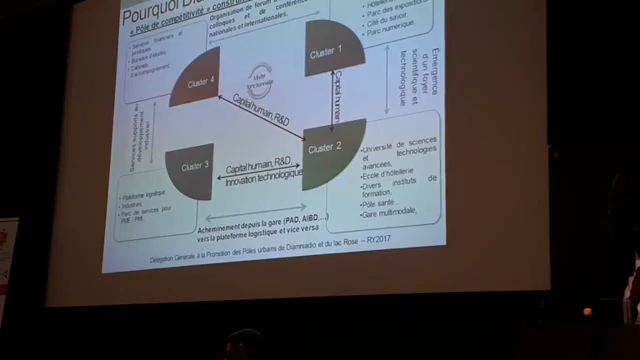 Pourquoi
« Pôle de compétitivité »
Organisation de forum
colloques et de
nationales et internationales.
Hôtellerie
Parc des expositions
Cité du savoir,
Parc numérique,
Services financiers et
juridiques,
Bureaux d'études,
Cabinets
d'accompagnement
Cluster 1
Cluster 4
Mixité
fonctionnelle
Capital humain, R&D
Capital humain
Emergence
d'un foyer
scientifique et
technologique
Cluster 2
Cluster 3
Capital humain, R&D,
Innovation technologique
•Université de sciences
et technologies
avancées,
•Ecole d'hôtellerie
•Divers instituts de
formation,
•Pôle santé ,
•Gare multimodale,
Plateforme logistique,
Industries,
Parc de services pour
PME / PMI
Acheminement depuis la gare (PAD, AIBD,...)
vers la plateforme logistique et vice versa
Délégation Générale à la Promotion des Pôles urbains de Diamniadio et du lac Rose – RY2017